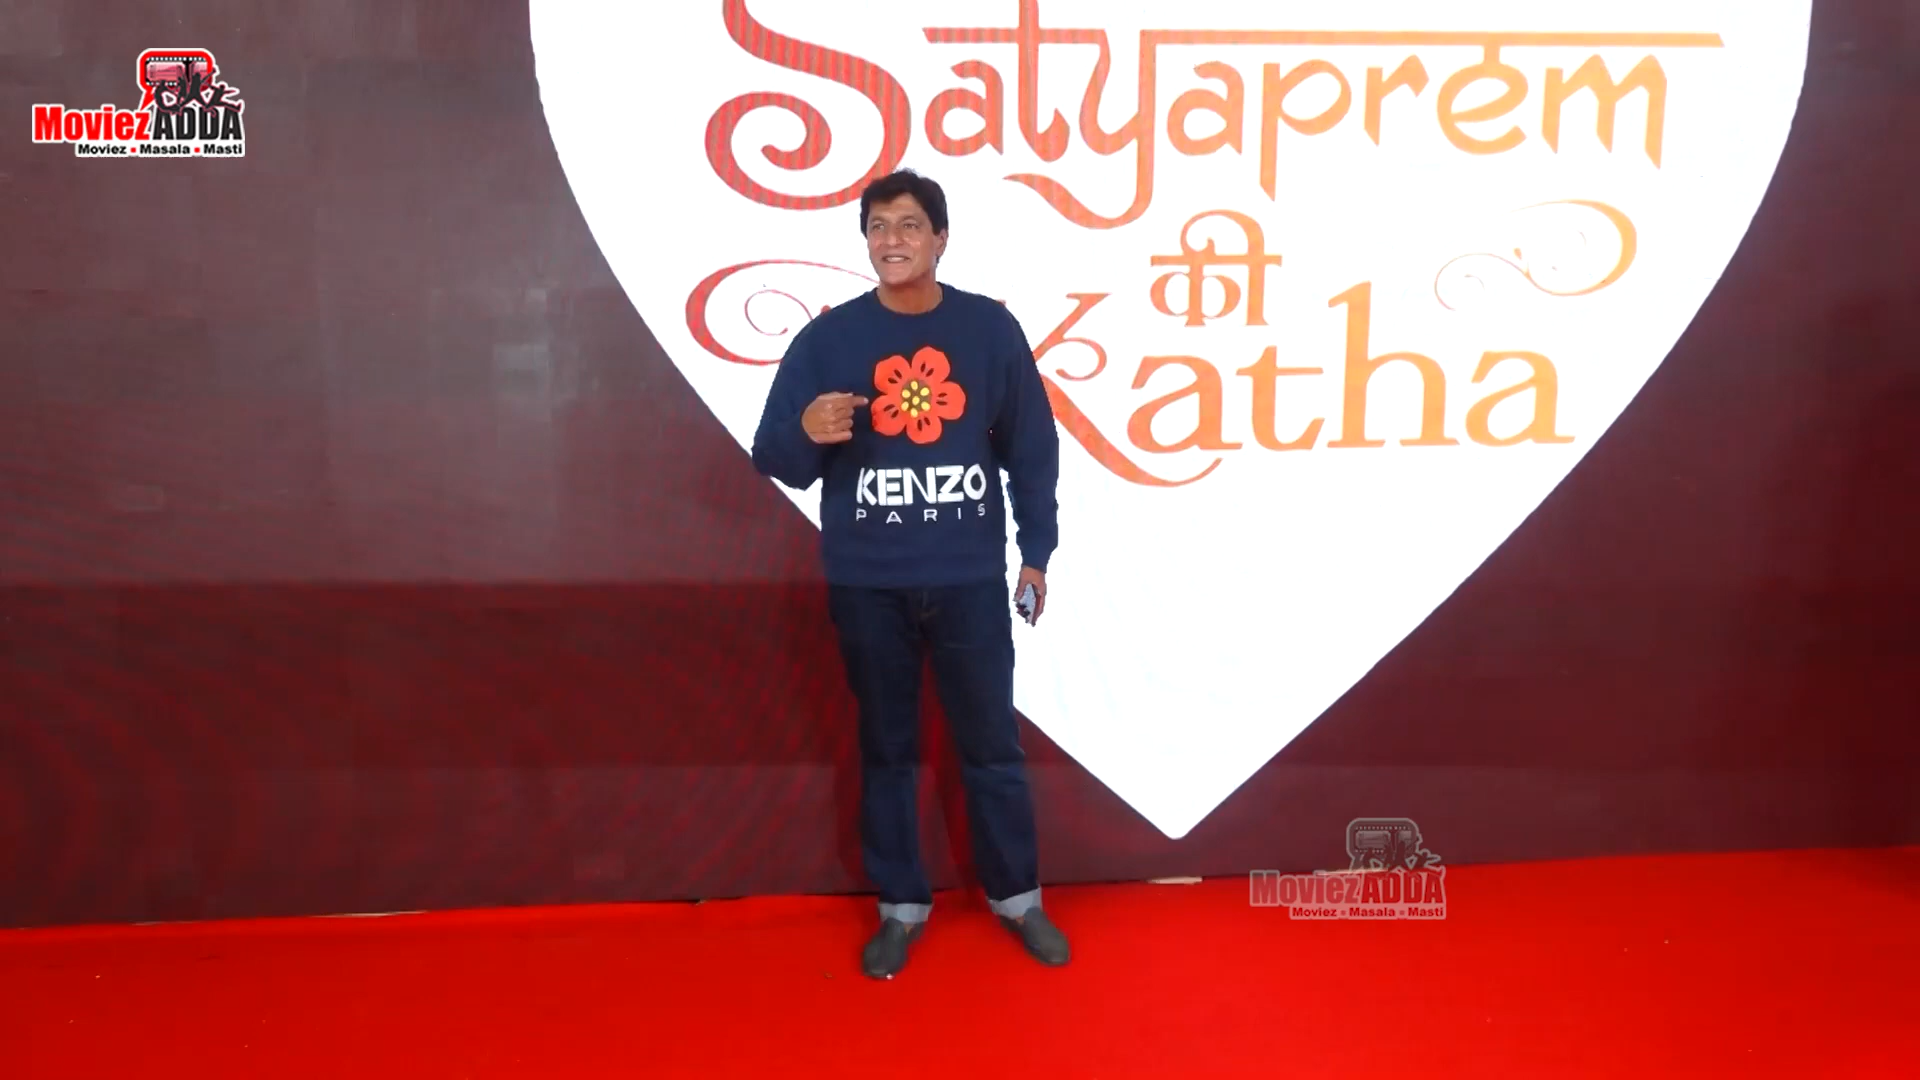 MoviezADDA
Moviez • Masala • Masti
Satyaprem
की
Katha
KENZO
PARIS
MoviezADDA
Moviez • Masala • Masti